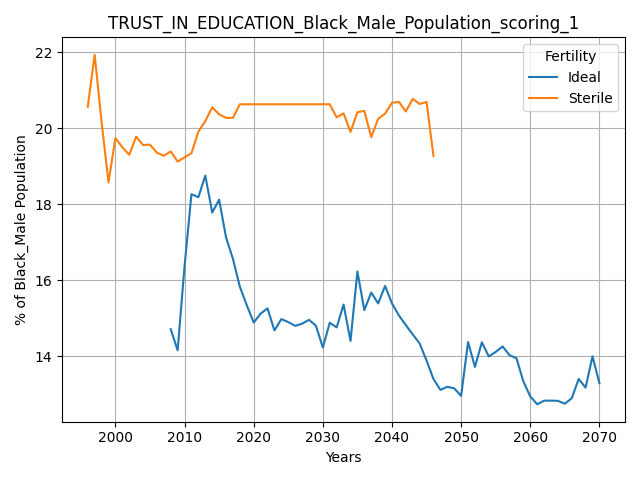 TRUST_IN_EDUCATION_Black_Male_Population_scoring_1
Fertility
Ideal
Sterile
% of Black_Male Population
22
20
18
16
14
2000 2010 2020 2030 2040 2050 2060 2070
Years